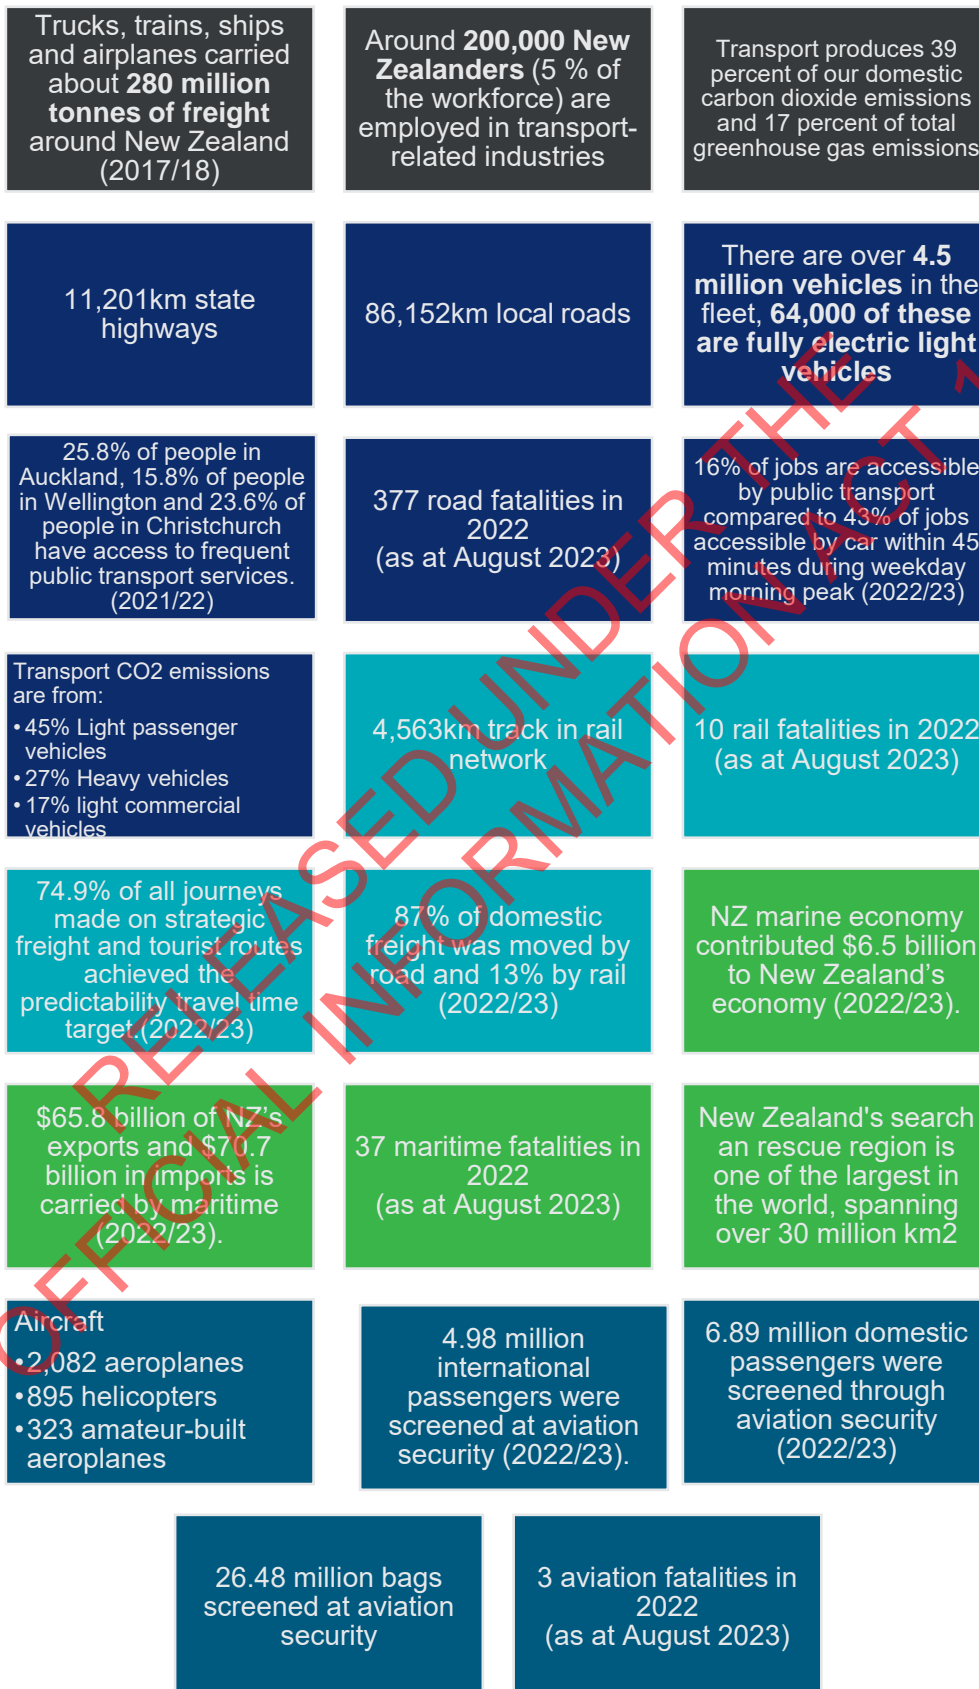 Trucks, trains, ships
and airplanes carried
about 280 million
tonnes of freight
around New Zealand
(2017/18)
Around 200,000 New
Zealanders (5 % of
the workforce) are
employed in transport-
related industries
Transport produces 39
percent of our domestic
carbon dioxide emissions
and 17 percent of total
greenhouse gas emissions
11,201km state
highways
86,152km local roads
There are over 4.5
million vehicles in the
fleet, 64,000 of these
are fully electric light
vehicles
25.8% of people in
Auckland, 15.8% of people
in Wellington and 23.6% of
people in Christchurch
have access to frequent
public transport services.
(2021/22)
377 road fatalities in
2022
(as at August 2023)
16% of jobs are accessible
by public transport
compared to 43% of jobs
accessible by car within 45
minutes during weekday
morning peak (2022/23)
Transport CO2 emissions
are from:
• 45% Light passenger
vehicles
• 27% Heavy vehicles
• 17% light commercial
vehicles
4,563km track in rail
network
10 rail fatalities in 2022
(as at August 2023)
74.9% of all journeys
made on strategic
freight and tourist routes
achieved the
predictability travel time
target.(2022/23)
87% of domestic
freight was moved by
road and 13% by rail
(2022/23)
NZ marine economy
contributed $6.5 billion
to New Zealand's
economy (2022/23).
$65.8 billion of NZ's
exports and $70.7
billion in imports is
carried by maritime
(2022/23).
37 maritime fatalities in
2022
(as at August 2023)
New Zealand's search
an rescue region is
one of the largest in
the world, spanning
over 30 million km2
Aircraft
• 2,082 aeroplanes
• 895 helicopters
• 323 amateur-built
aeroplanes
4.98 million
international
passengers were
screened at aviation
security (2022/23).
6.89 million domestic
passengers were
screened through
aviation security
(2022/23)
26.48 million bags
screened at aviation
security
3 aviation fatalities in
2022
(as at August 2023)
RELEASED UNDER THE
OFFICIAL INFORMATION ACT 1